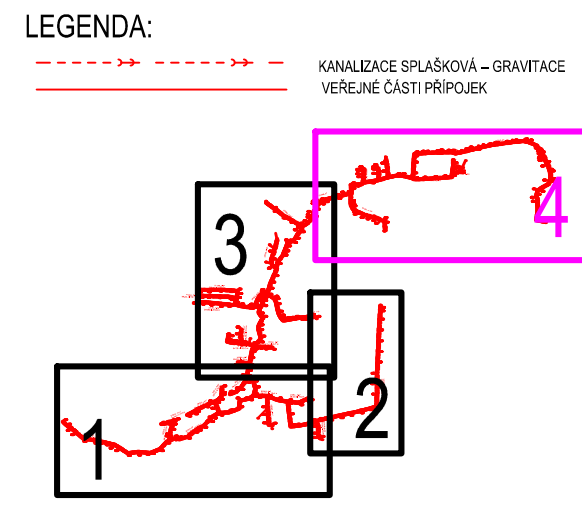 LEGENDA:
KANALIZACE SPLAŠKOVÁ – GRAVITACE
VEŘEJNÉ ČÁSTI PŘÍPOJEK
4
3
2
1